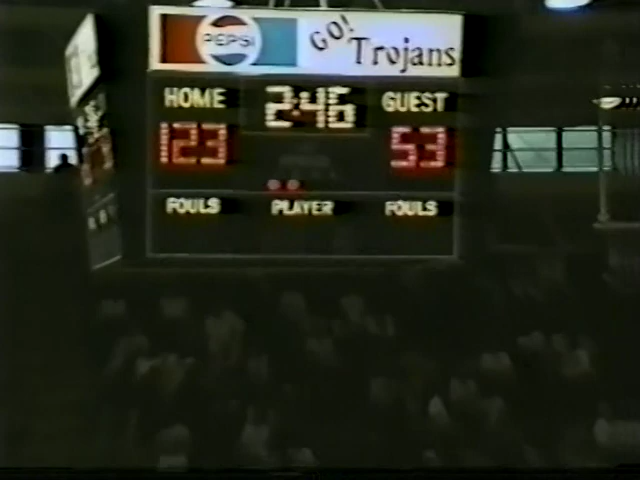 PEPSI GO! Trojans
HOME 2:46 GUEST
123 53
FOULS PLAYER FOULS